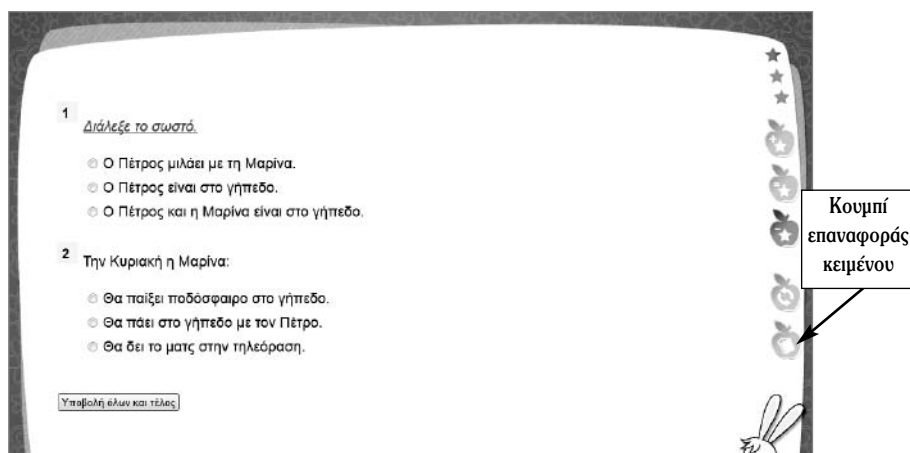 1
Διάλεξε το σωστό.
Ο Πέτρος μιλάει με τη Μαρίνα.
Ο Πέτρος είναι στο γήπεδο.
Ο Πέτρος και η Μαρίνα είναι στο γήπεδο.
Κουμπί
επαναφοράς
κειμένου
2
Την Κυριακή η Μαρίνα:
Θα παίξει ποδόσφαιρο στο γήπεδο.
Θα πάει στο γήπεδο με τον Πέτρο.
Θα δει το ματς στην τηλεόραση.
Υποβολή όλων και τέλος